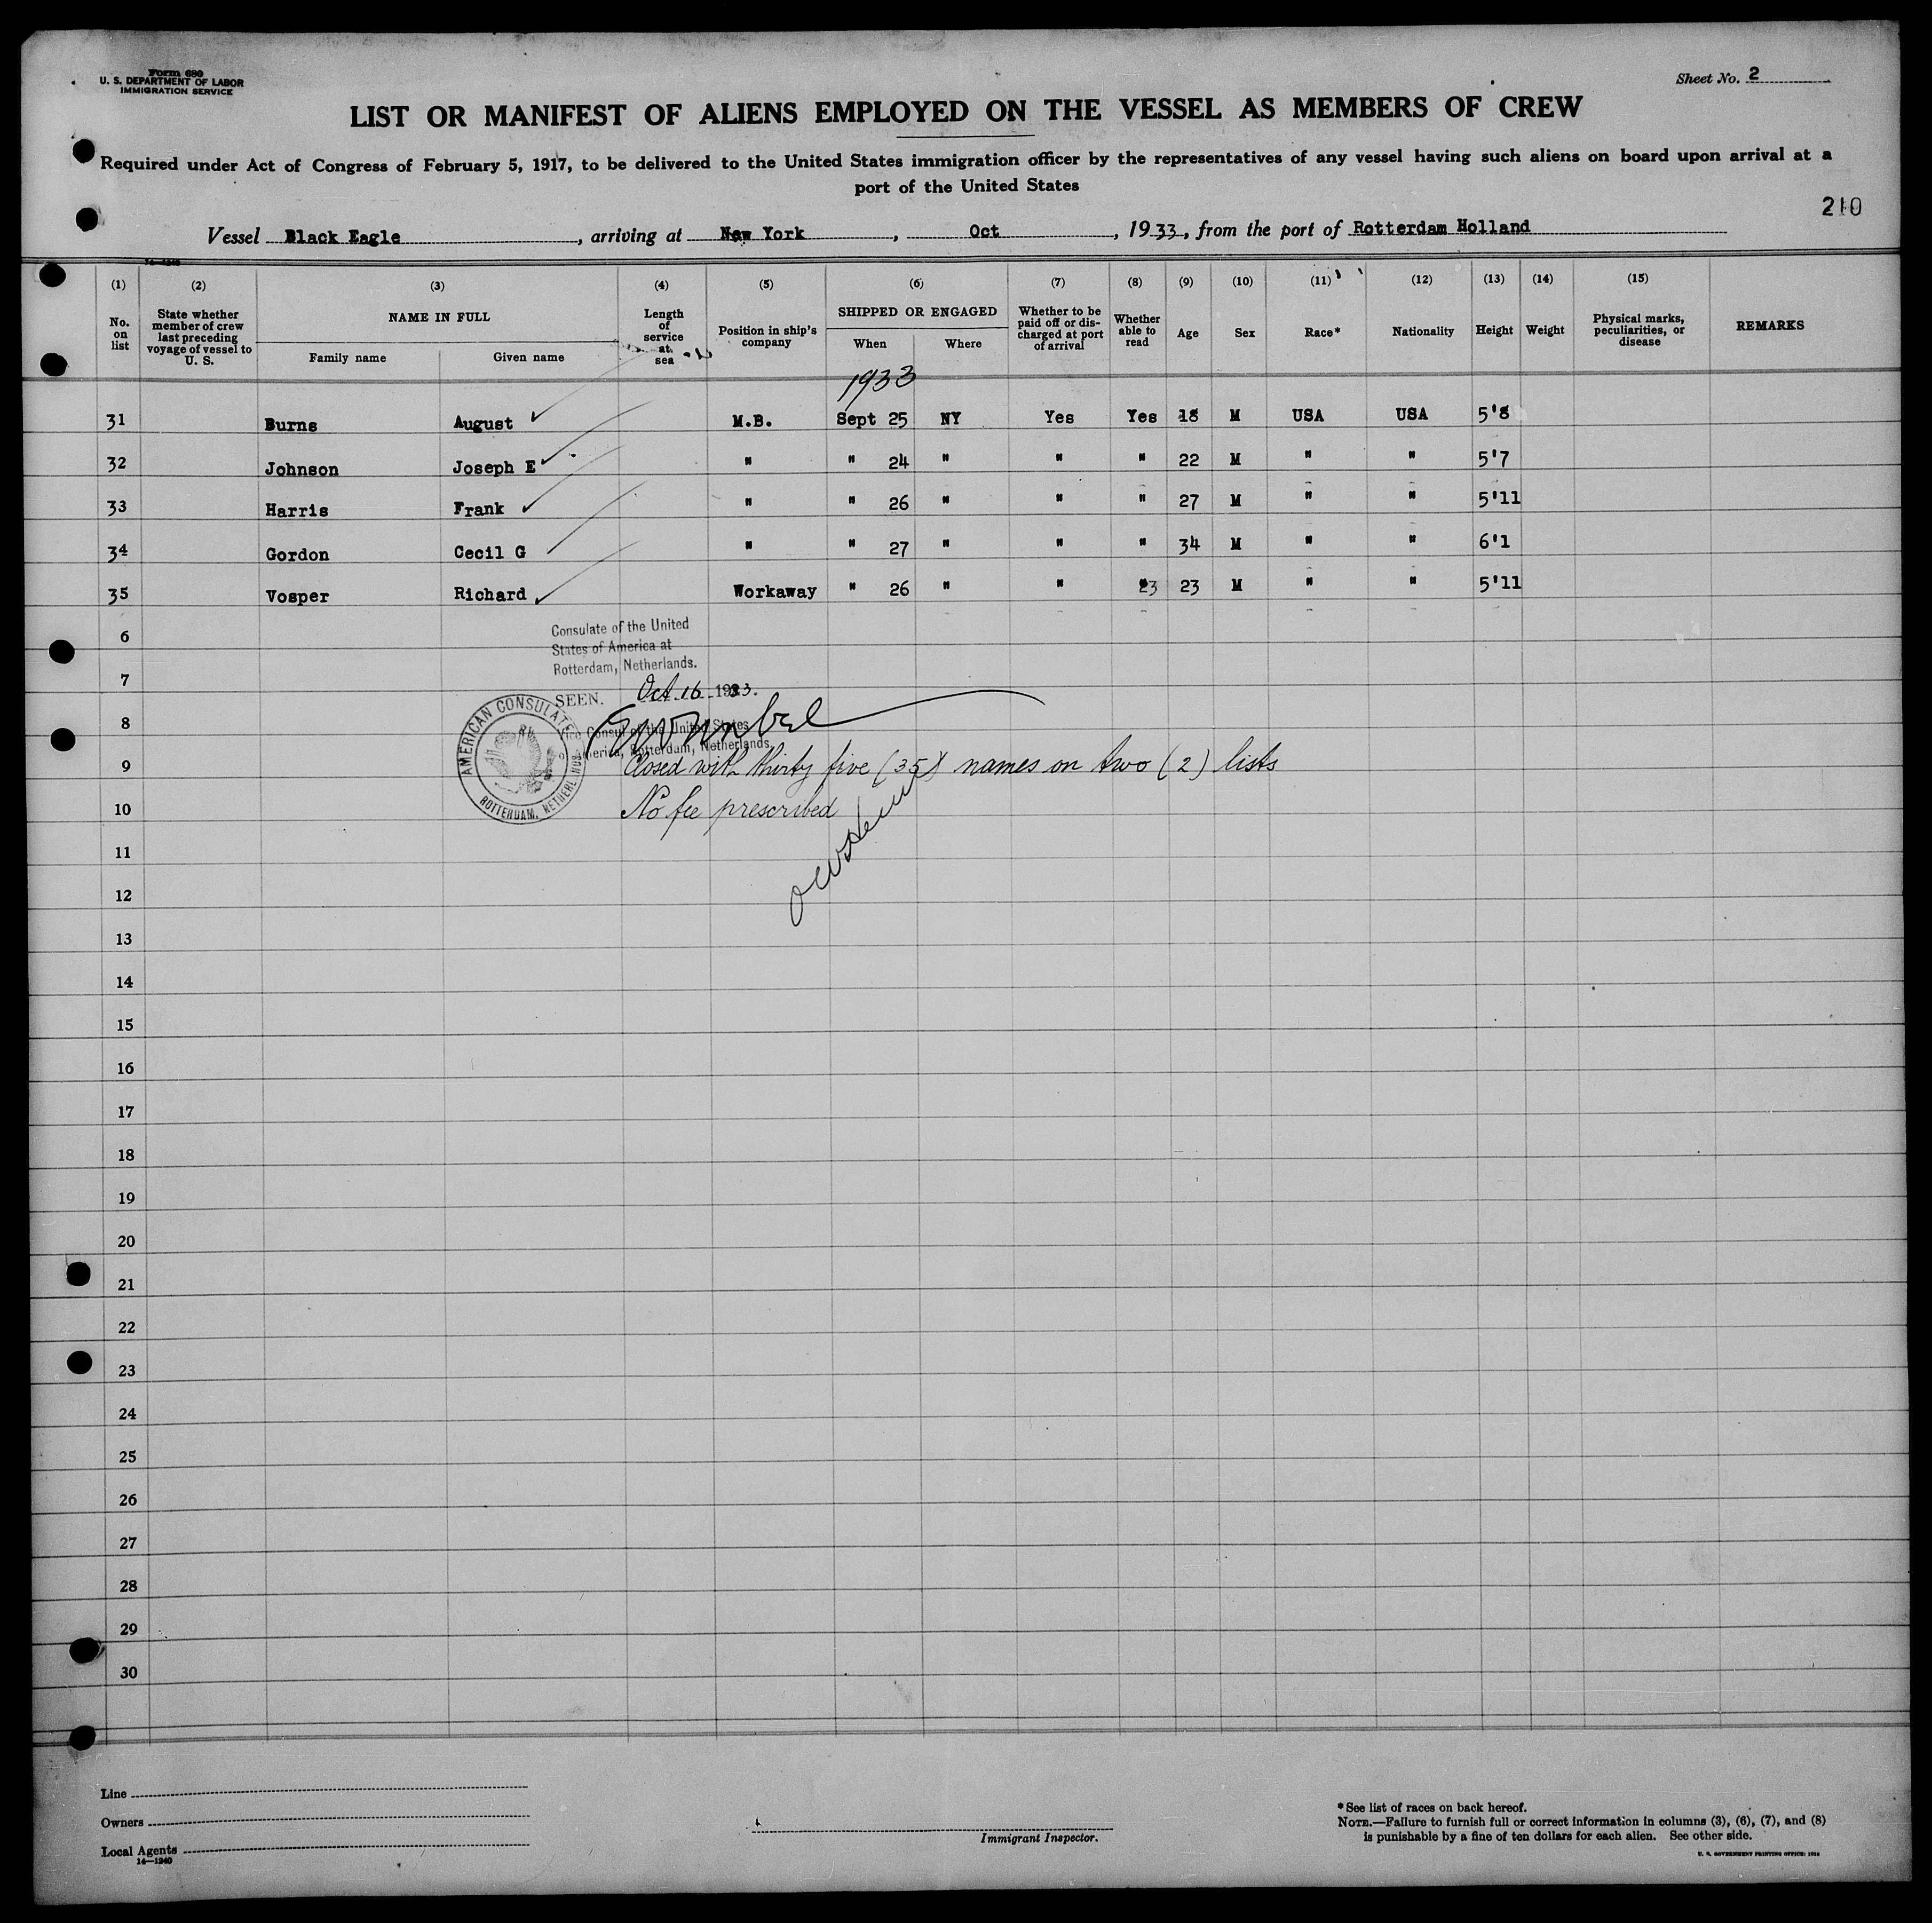 Form 680
U. S. DEPARTMENT OF LABOR
IMMIGRATION SERVICE
Sheet No. 2
LIST OR MANIFEST OF ALIENS EMPLOYED ON THE VESSEL AS MEMBERS OF CREW
Required under Act of Congress of February 5, 1917, to be delivered to the United States immigration officer by the representatives of any vessel having such aliens on board upon arrival at a
port of the United States
210
Vessel Black Eagle, arriving at New York, Oct, 1933, from the port of Rotterdam Holland
(1) (2) (3) (4) (5) (6) (7) (8) (9) (10) (11) (12) (13) (14) (15)
No. on list
State whether member of crew last preceding voyage of vessel to U. S.
NAME IN FULL
Family name Given name
Length of service at sea
Position in ship's company
SHIPPED OR ENGAGED
When Where
Whether to be paid off or discharged at port of arrival
Whether able to read
Age
Sex
Race*
Nationality
Height
Weight
Physical marks, peculiarities, or disease
REMARKS
1933
31 Burns August M.B. Sept 25 NY Yes Yes 18 M USA USA 5'8
32 Johnson Joseph E " " 24 " " " 22 M " " 5'7
33 Harris Frank " " 26 " " " 27 M " " 5'11
34 Gordon Cecil G " " 27 " " " 34 M " " 6'1
35 Vosper Richard Workaway " 26 " " 23 23 M " " 5'11
6
Consulate of the United
States of America at
Rotterdam, Netherlands.
7
SEEN. Oct. 16 1933.
8
Vice Consul of the United States
of America, Rotterdam, Netherlands.
AMERICAN CONSULATE
ROTTERDAM, NETHERLANDS
9 Closed with thirty five (35) names on two (2) lists
10 No fee prescribed
11
12
13
14
15
16
17
18
19
20
21
22
23
24
25
26
27
28
29
30
Line
Owners
Local Agents
14—1240
Immigrant Inspector.
* See list of races on back hereof.
NOTE.—Failure to furnish full or correct information in columns (3), (6), (7), and (8)
is punishable by a fine of ten dollars for each alien. See other side.